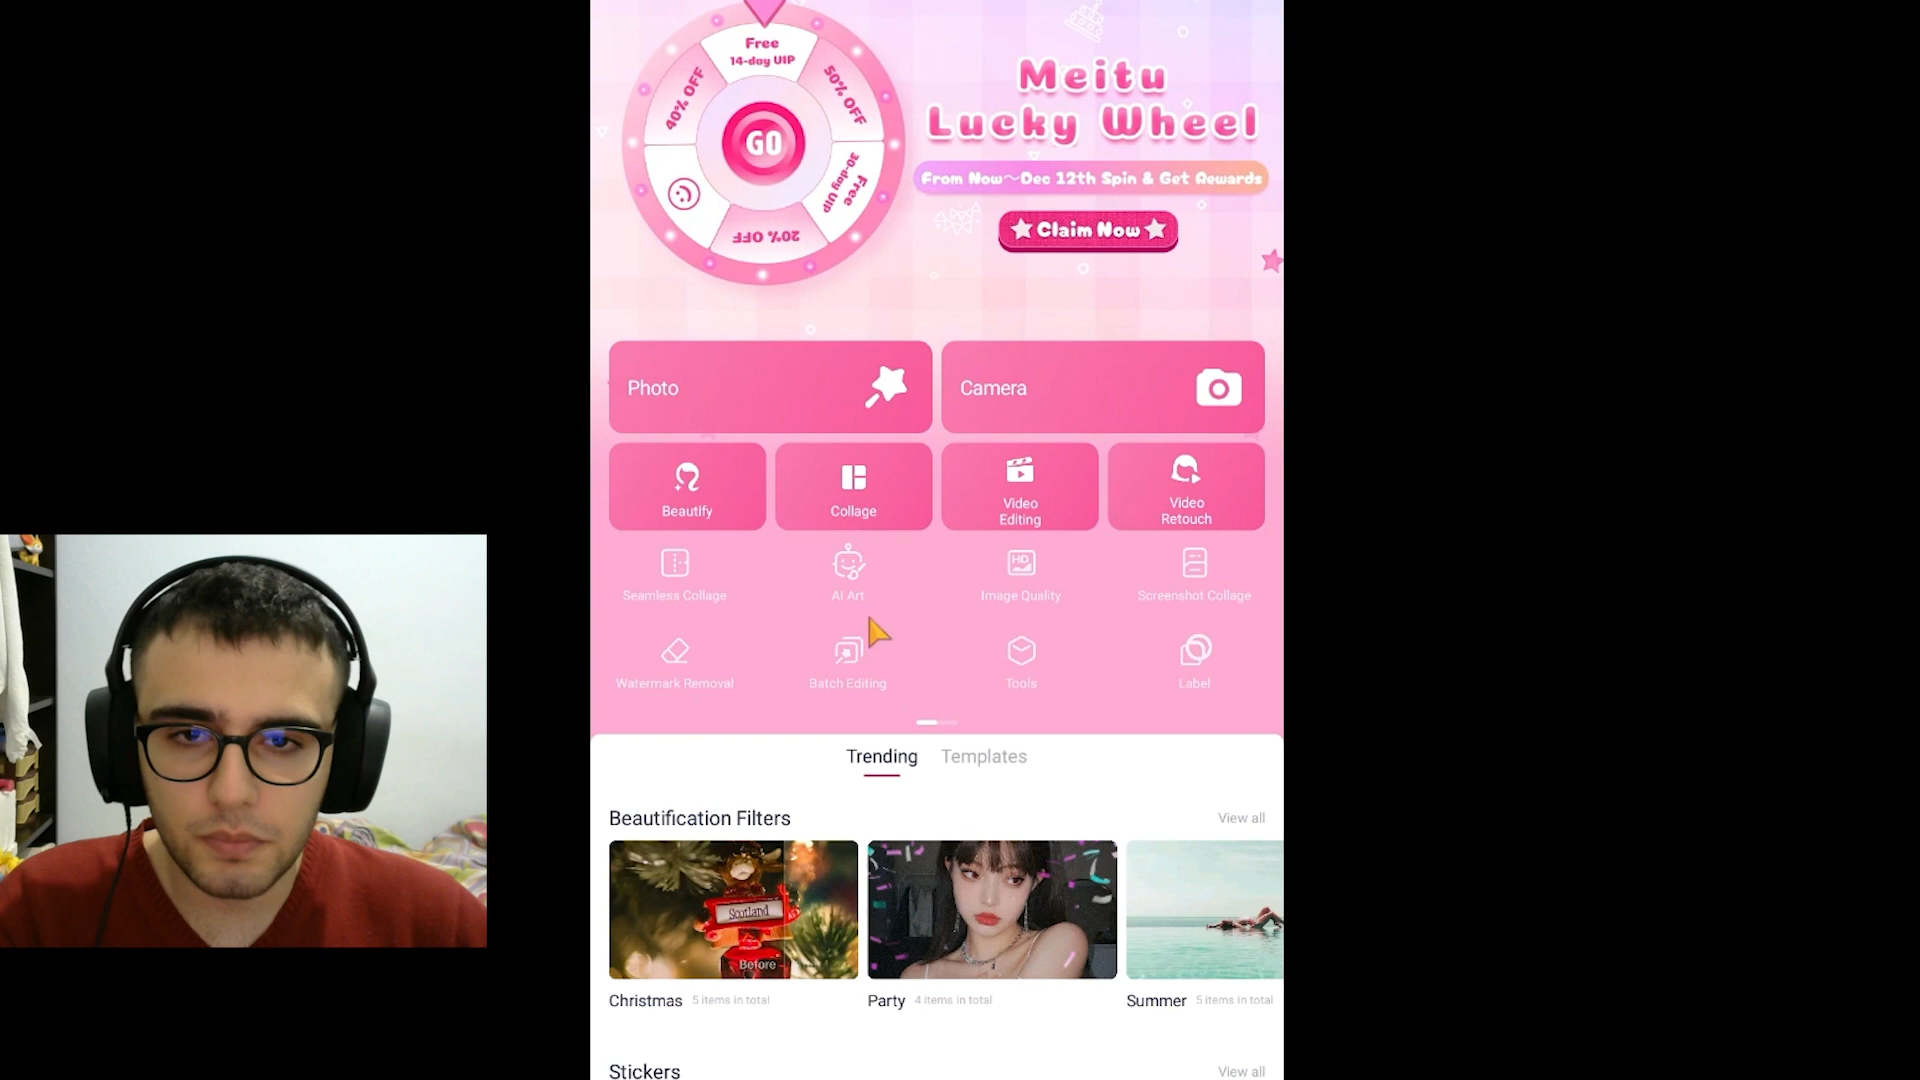 Free
14-day UIP
50% OFF
Free
30-day UIP
20% OFF
40% OFF
GO
Meitu
Lucky Wheel
From Now~Dec 12th Spin & Get Rewards
Claim Now
Photo
Camera
Beautify
Collage
Video
Editing
Video
Retouch
Seamless Collage
AI Art
HD
Image Quality
Screenshot Collage
Watermark Removal
Batch Editing
Tools
Label
Trending
Templates
Beautification Filters
View all
Scotland
Before
Christmas 5 items in total
Party 4 items in total
Summer 5 items in total
Stickers
View all